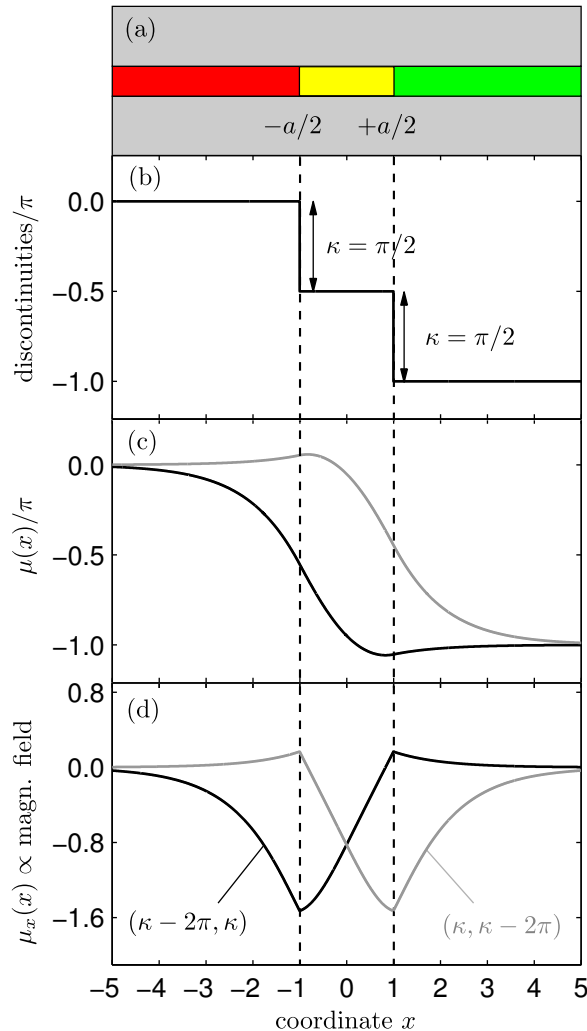 (a)
−a/2 +a/2
(b)
discontinuities/π
0.0
κ = π/2
−0.5
κ = π/2
−1.0
(c)
μ(x)/π
0.0
−0.5
−1.0
(d)
μₓ(x) ∝ magn. field
0.8
0.0
−0.8
−1.6
(κ − 2π, κ) (κ, κ − 2π)
−5 −4 −3 −2 −1 0 1 2 3 4 5
coordinate x